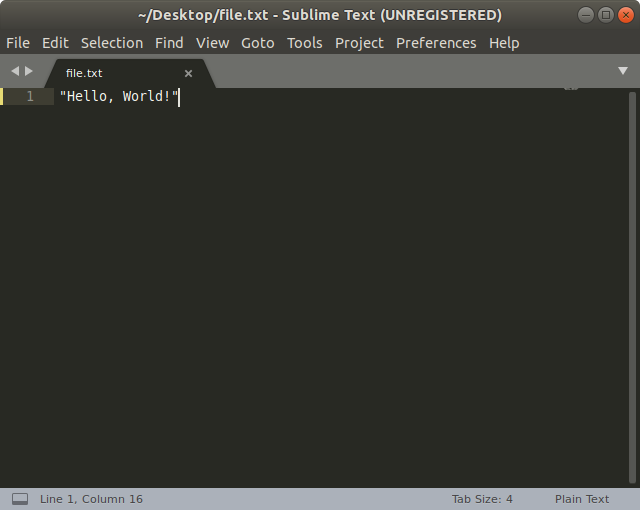 ~/Desktop/file.txt - Sublime Text (UNREGISTERED)
File Edit Selection Find View Goto Tools Project Preferences Help
file.txt
1 "Hello, World!"
Line 1, Column 16 Tab Size: 4 Plain Text